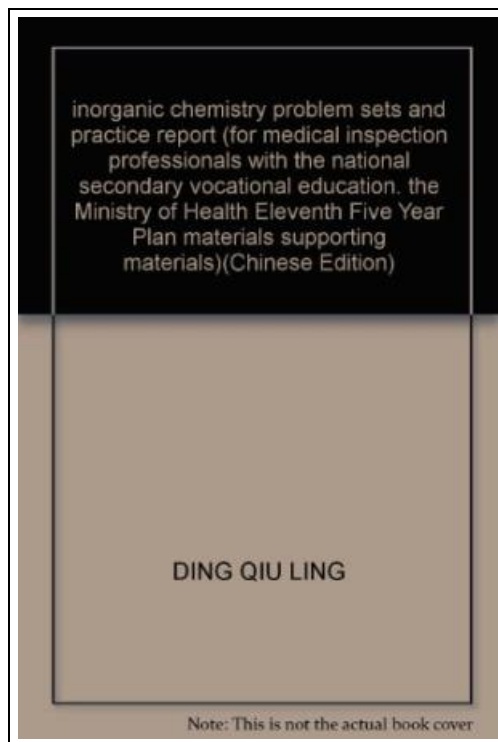 inorganic chemistry problem sets and
practice report (for medical inspection
professionals with the national
secondary vocational education. the
Ministry of Health Eleventh Five Year
Plan materials supporting
materials)(Chinese Edition)
DING QIU LING
Note: This is not the actual book cover